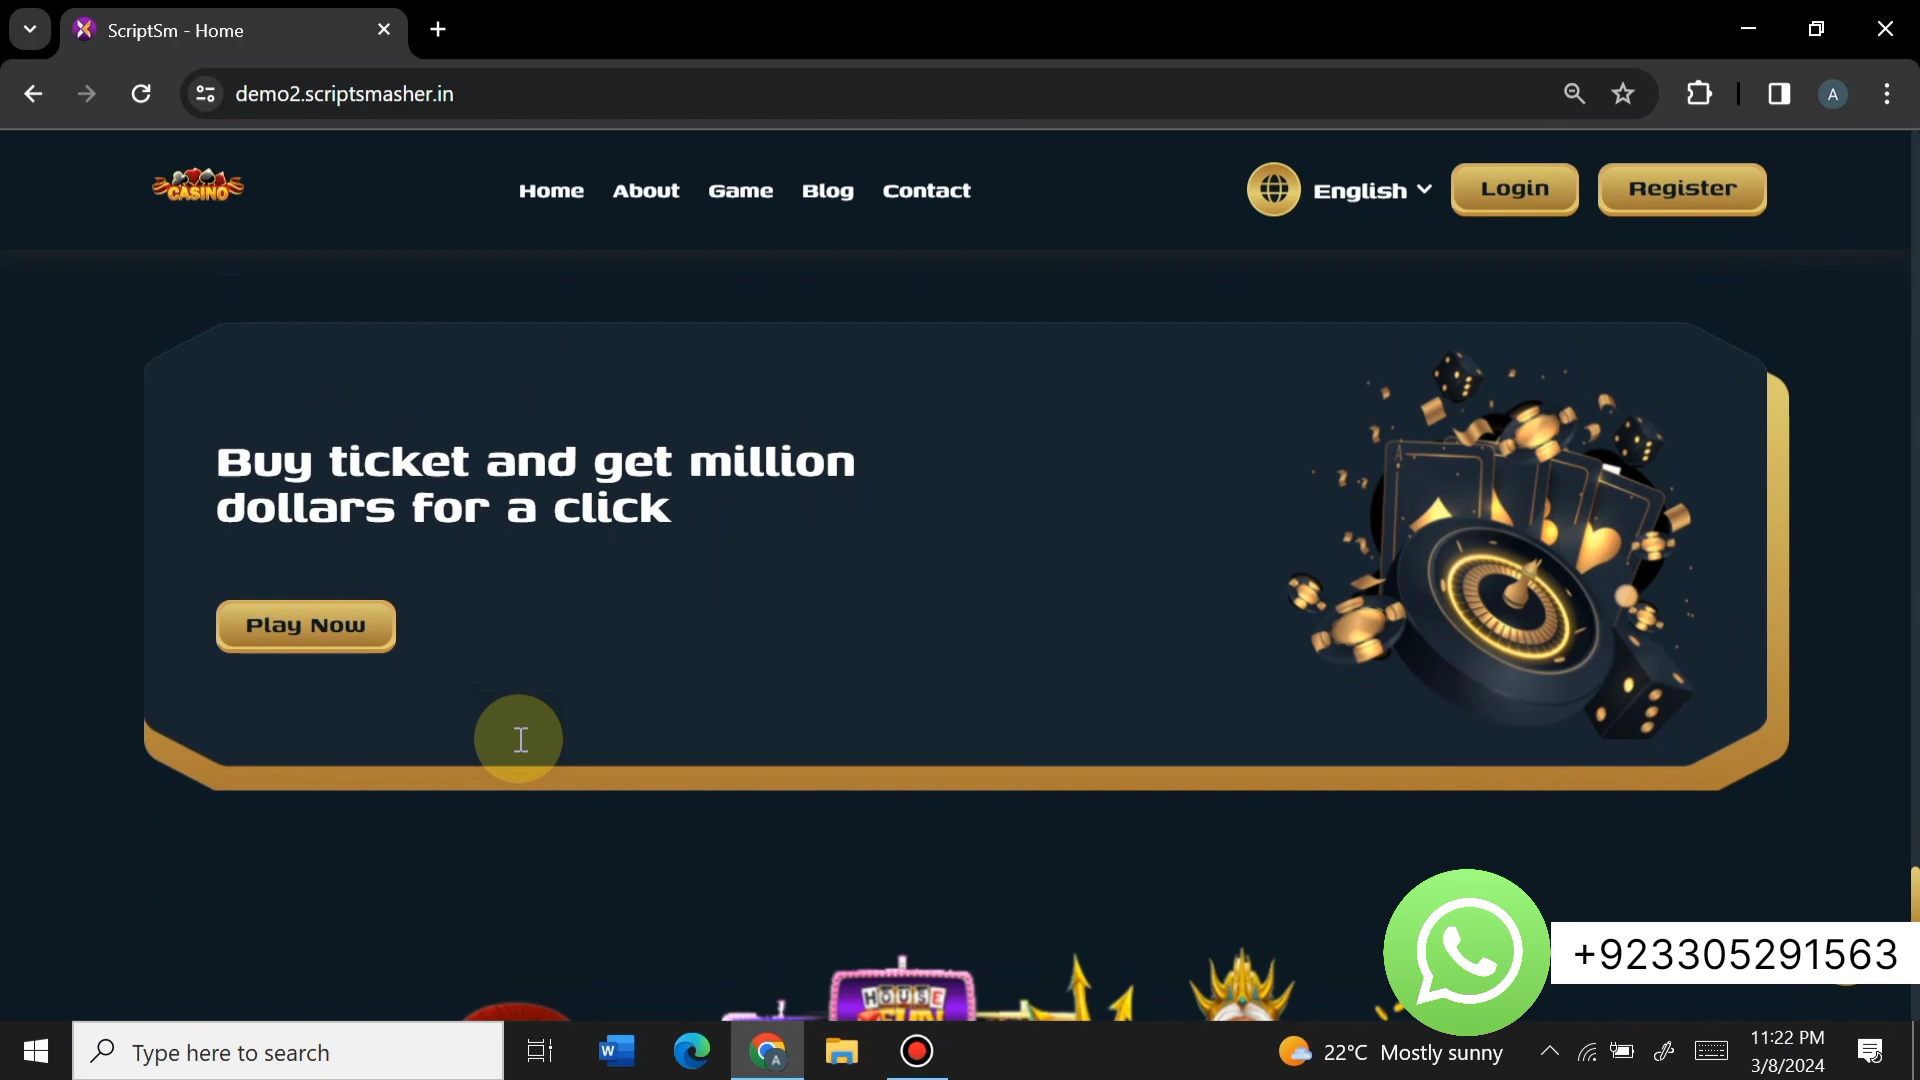 ScriptSm - Home
demo2.scriptsmasher.in
A
CASINO
Home
About
Game
Blog
Contact
English
Login
Register
Buy ticket and get million
dollars for a click
Play Now
HOUSE
+923305291563
Type here to search
W
A
22°C Mostly sunny
11:22 PM
3/8/2024